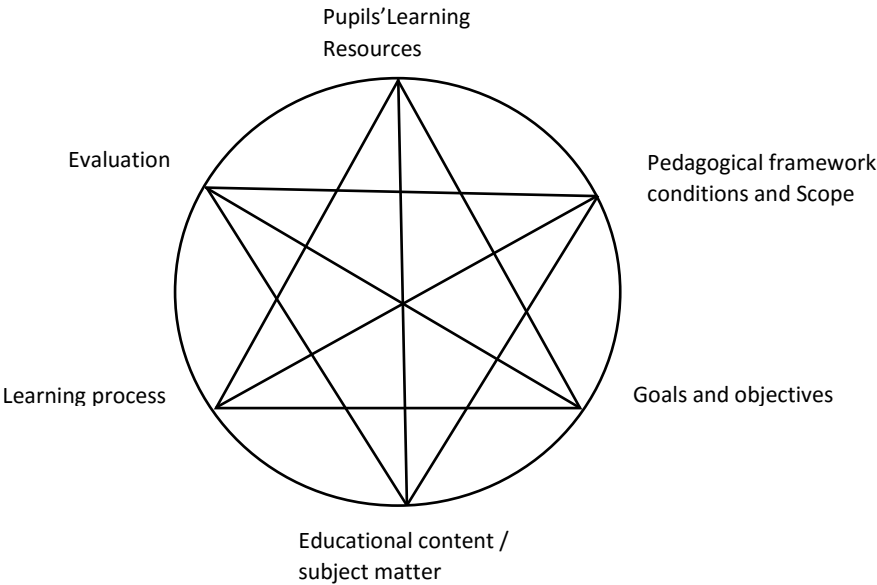 Pupils’Learning
Resources
Evaluation
Pedagogical framework
conditions and Scope
Learning process
Goals and objectives
Educational content /
subject matter